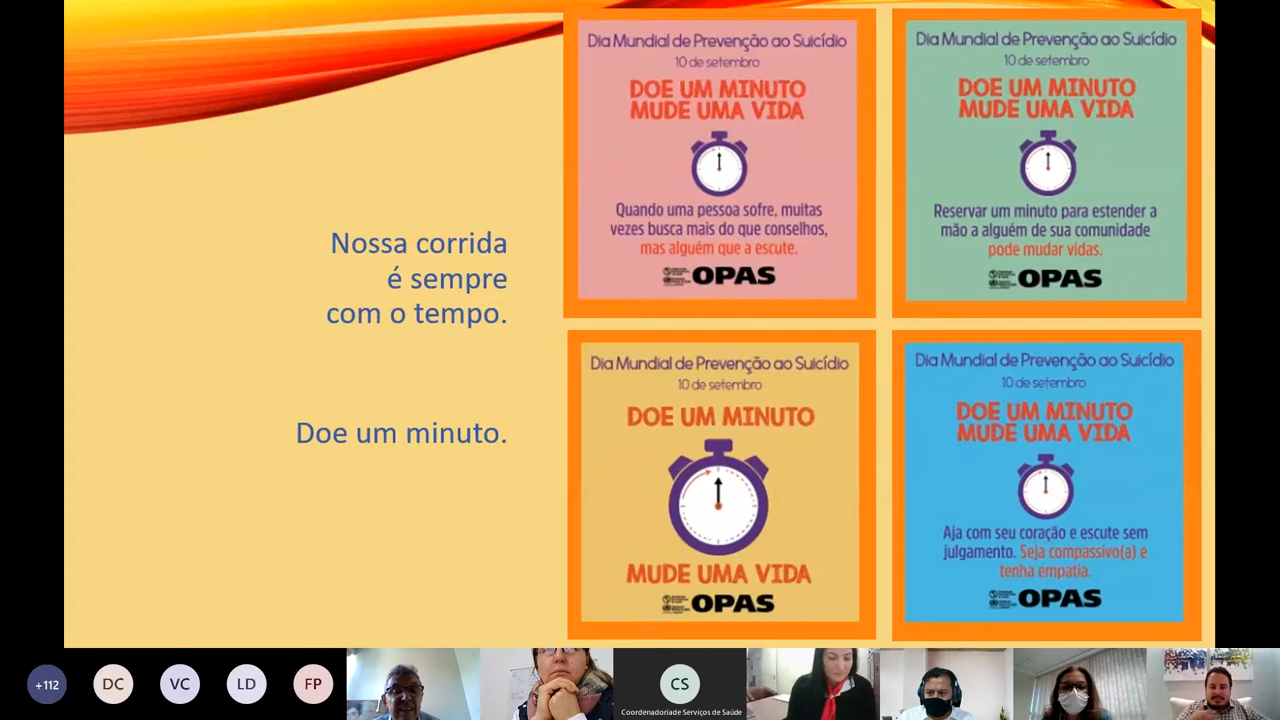 Nossa corrida
é sempre
com o tempo.
Doe um minuto.
Dia Mundial de Prevenção ao Suicídio
10 de setembro
DOE UM MINUTO
MUDE UMA VIDA
Quando uma pessoa sofre, muitas
vezes busca mais do que conselhos,
mas alguém que a escute.
OPAS
Dia Mundial de Prevenção ao Suicídio
10 de setembro
DOE UM MINUTO
MUDE UMA VIDA
Reservar um minuto para estender a
mão a alguém de sua comunidade
pode mudar vidas.
OPAS
Dia Mundial de Prevenção ao Suicídio
10 de setembro
DOE UM MINUTO
MUDE UMA VIDA
OPAS
Dia Mundial de Prevenção ao Suicídio
10 de setembro
DOE UM MINUTO
MUDE UMA VIDA
Aja com seu coração e escute sem
julgamento. Seja compassivo(a) e
tenha empatia.
OPAS
+112
DC
VC
LD
FP
CS
Coordenadoria de Serviços de Saúde